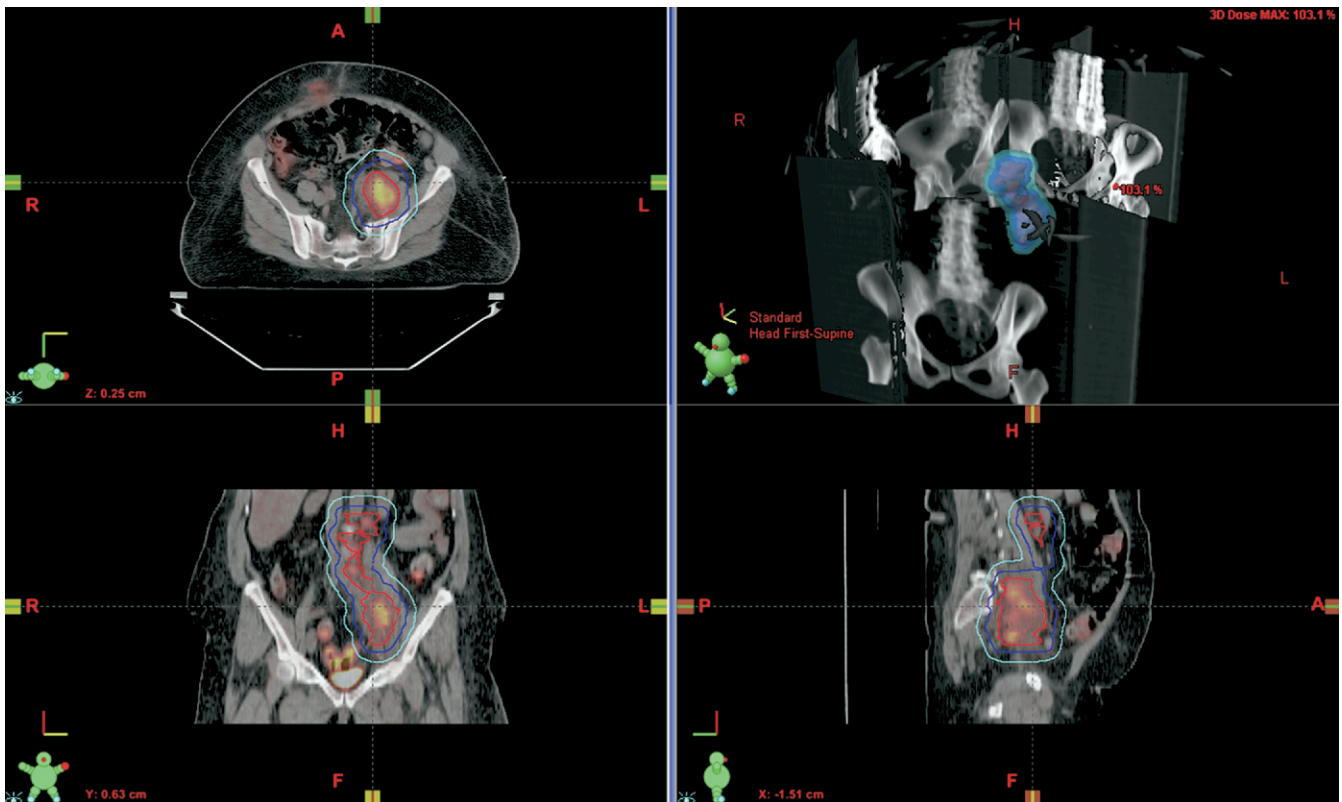 A
R
L
P
Z: 0.25 cm
3D Dose MAX: 103.1 %
H
R
103.1 %
L
Standard
Head First-Supine
F
H
R
L
F
Y: 0.63 cm
H
P
A
F
X: -1.51 cm